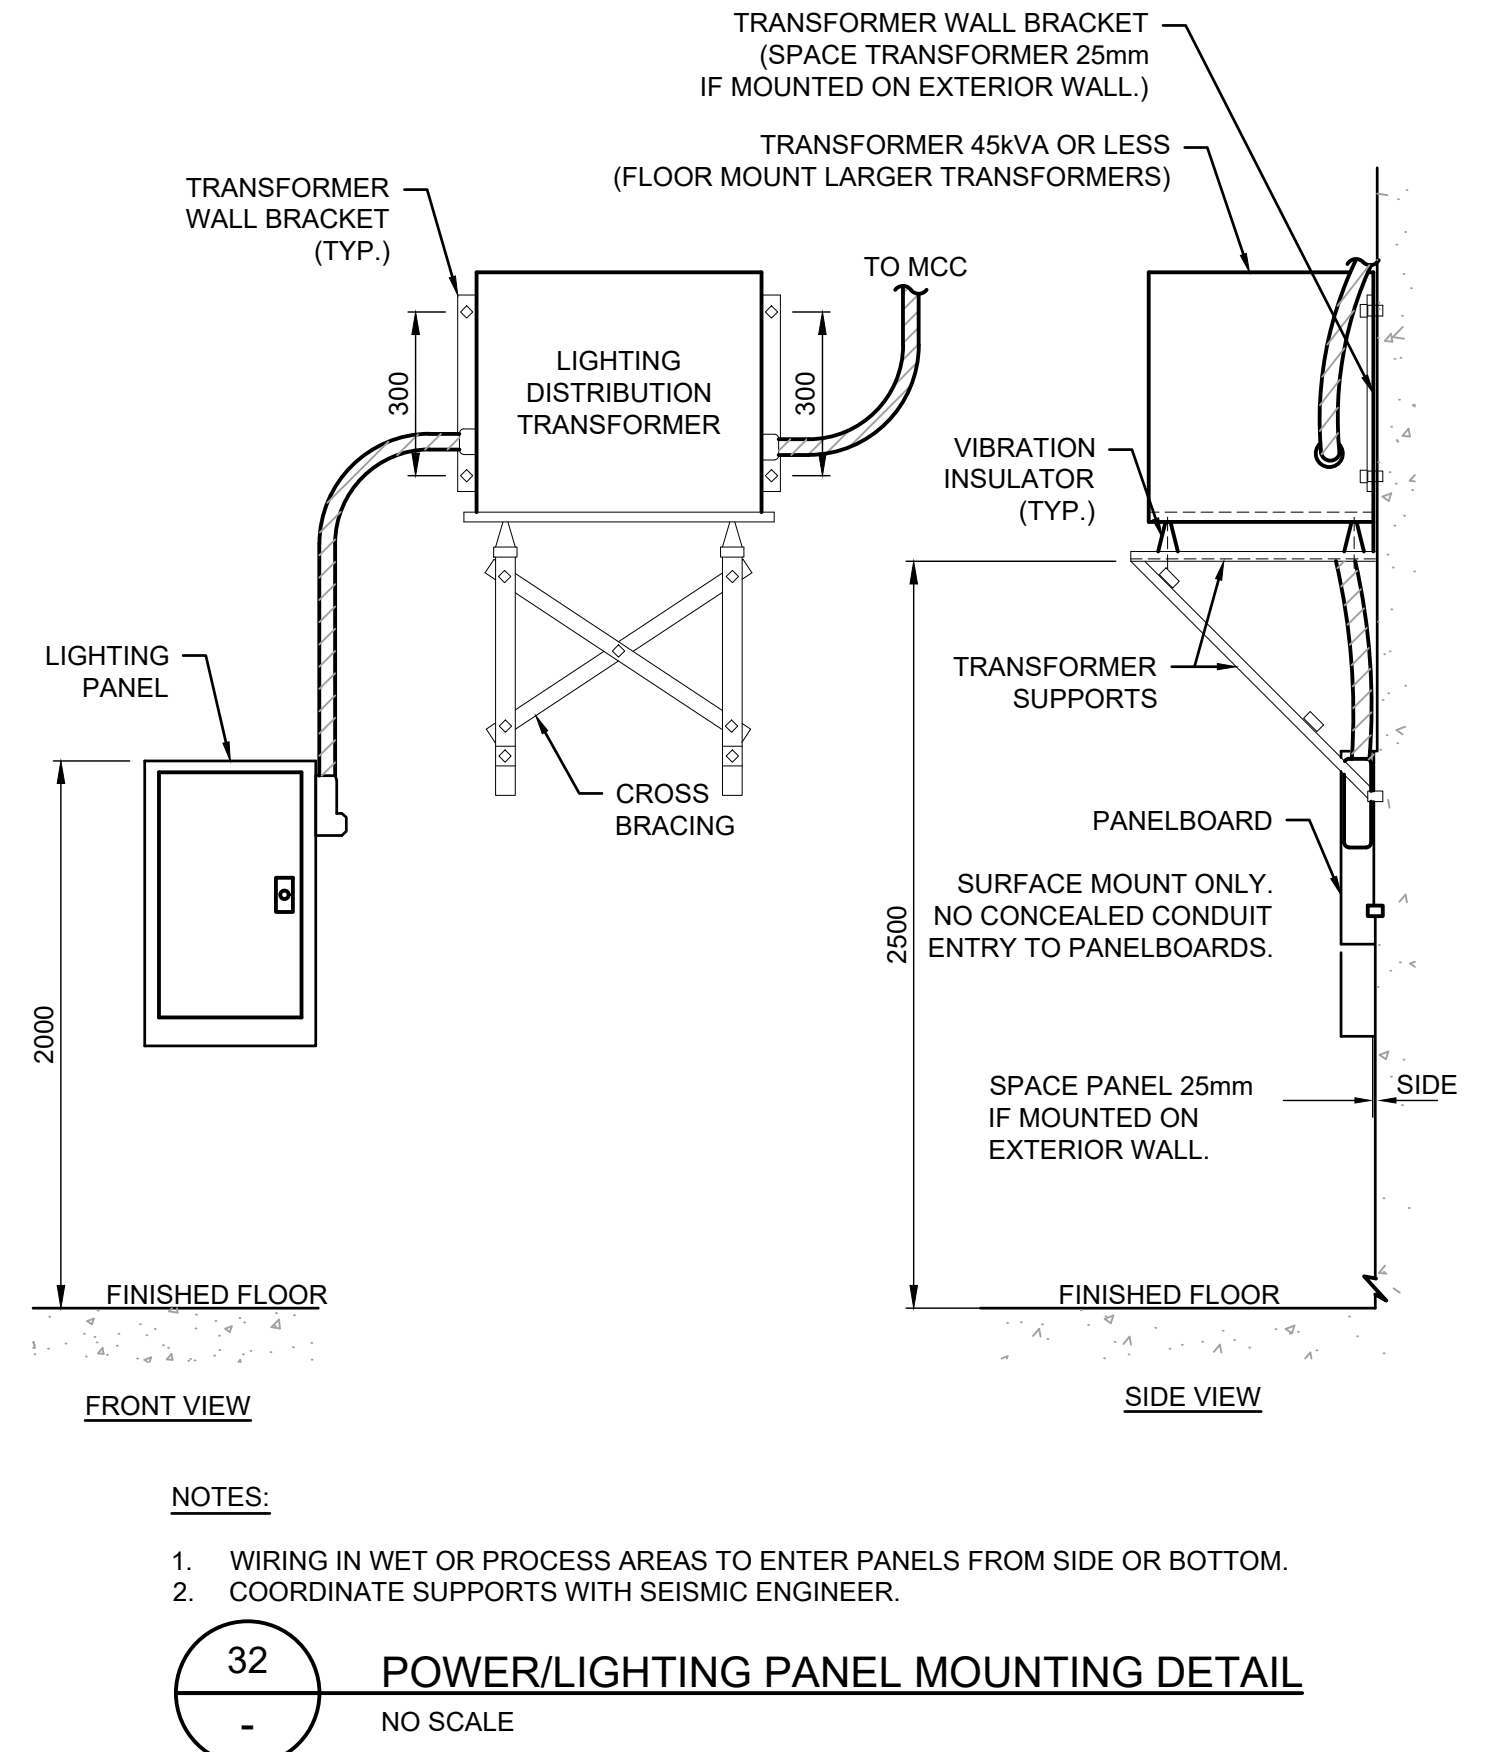 TRANSFORMER WALL BRACKET
(SPACE TRANSFORMER 25mm
IF MOUNTED ON EXTERIOR WALL.)
TRANSFORMER 45kVA OR LESS
(FLOOR MOUNT LARGER TRANSFORMERS)
TRANSFORMER
WALL BRACKET
(TYP.)
TO MCC
LIGHTING
DISTRIBUTION
TRANSFORMER
300
300
VIBRATION
INSULATOR
(TYP.)
LIGHTING
PANEL
TRANSFORMER
SUPPORTS
CROSS
BRACING
PANELBOARD
SURFACE MOUNT ONLY.
NO CONCEALED CONDUIT
ENTRY TO PANELBOARDS.
2500
2000
SPACE PANEL 25mm
IF MOUNTED ON
EXTERIOR WALL.
SIDE
FINISHED FLOOR
FINISHED FLOOR
FRONT VIEW
SIDE VIEW
NOTES:
1. WIRING IN WET OR PROCESS AREAS TO ENTER PANELS FROM SIDE OR BOTTOM.
2. COORDINATE SUPPORTS WITH SEISMIC ENGINEER.
32
-
POWER/LIGHTING PANEL MOUNTING DETAIL
NO SCALE